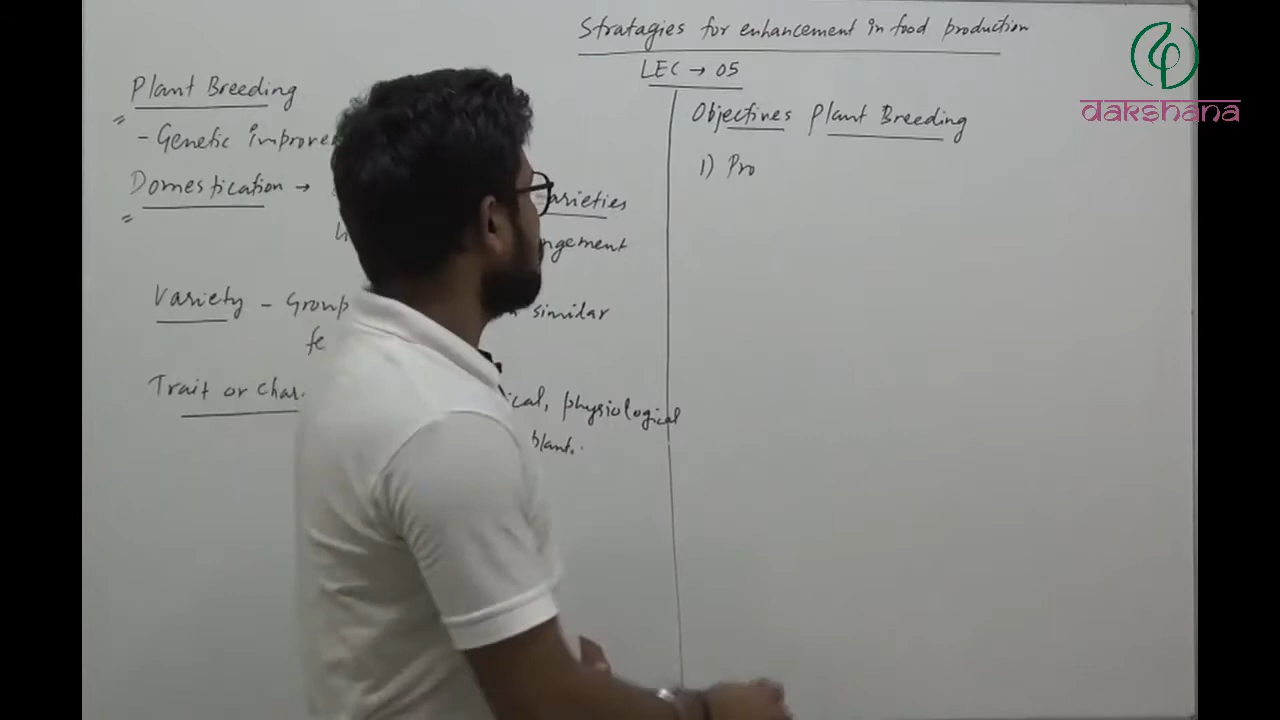 Stratagies for enhancement in food production
LEC → 05
dakshana
Plant Breeding
- Genetic improve
Domestication →
arieties
ngement
Variety - Group similar
fe
Trait or char.
ical, physiological
plant.
Objectives Plant Breeding
1) Pro